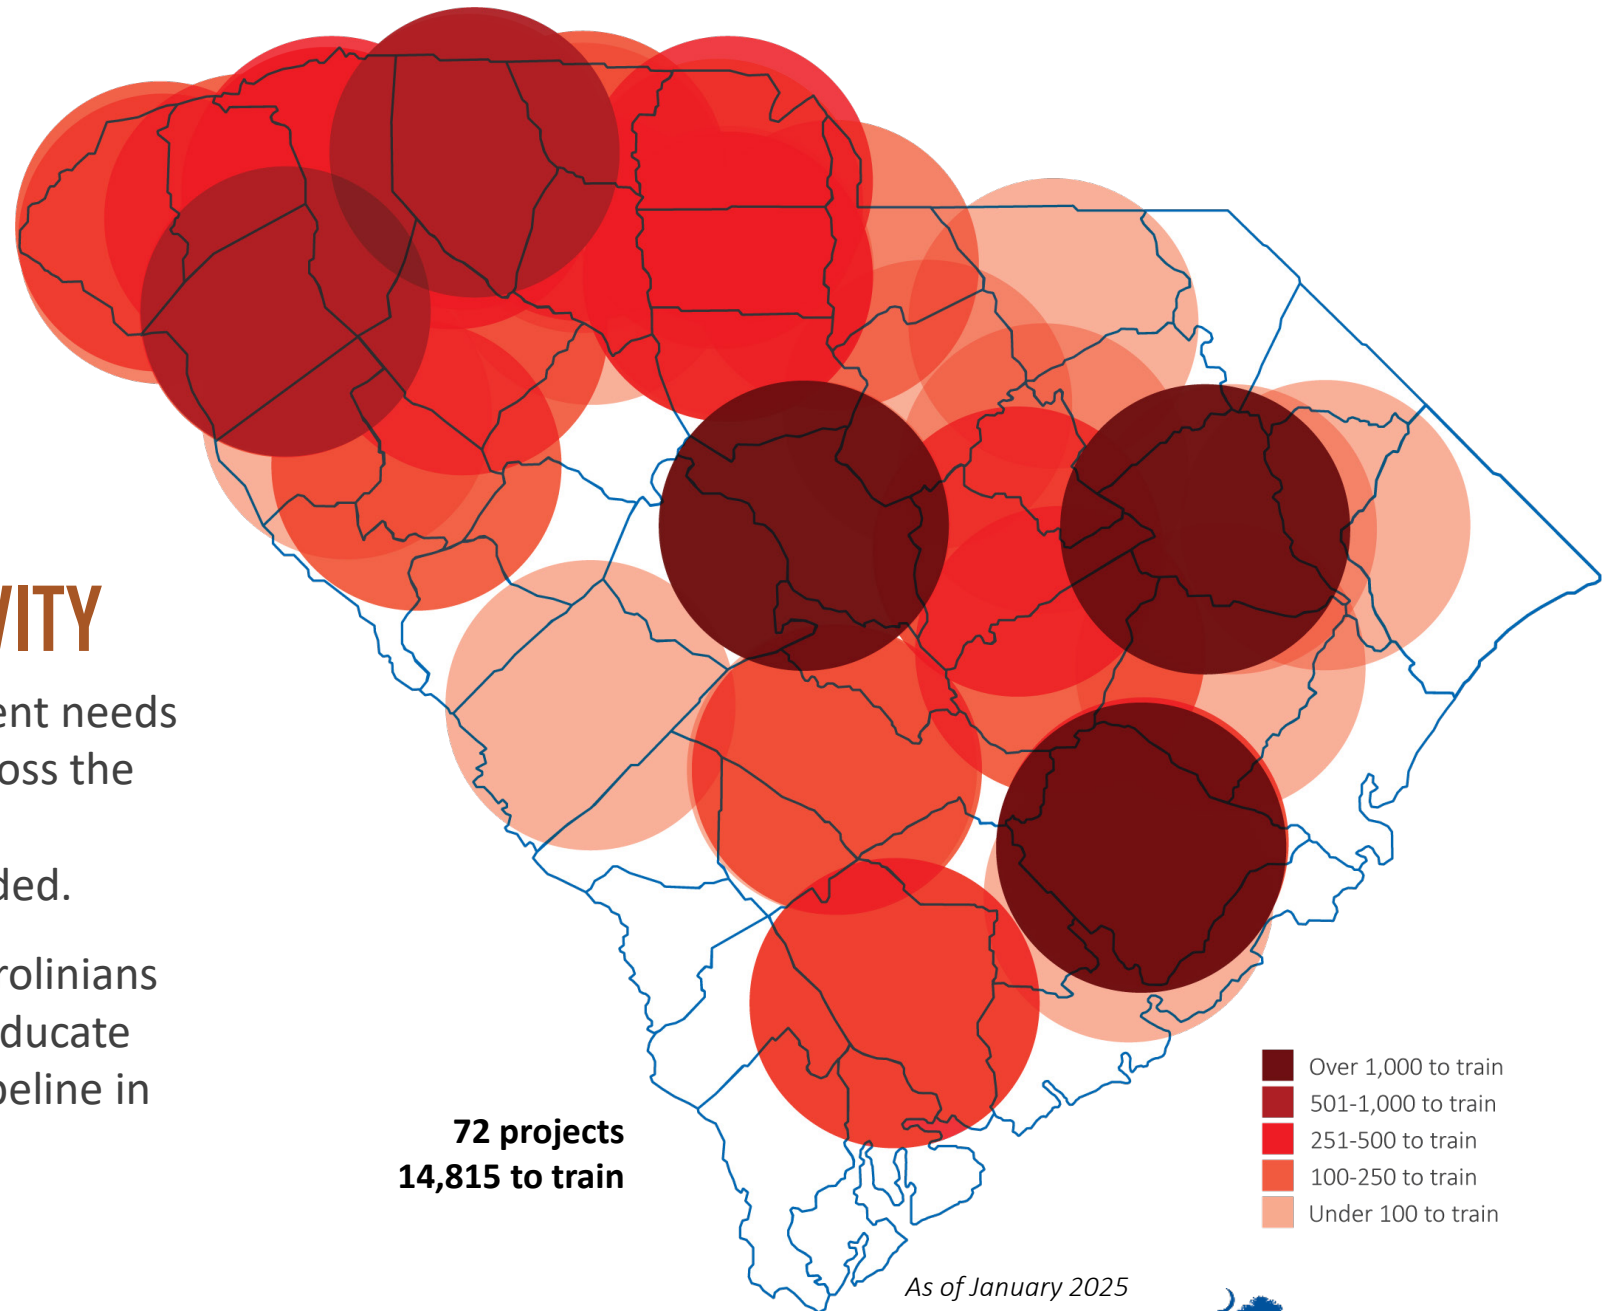 VITY
ent needs
oss the
ded.
rolinians
ducate
peline in
72 projects
14,815 to train
Over 1,000 to train
501-1,000 to train
251-500 to train
100-250 to train
Under 100 to train
As of January 2025